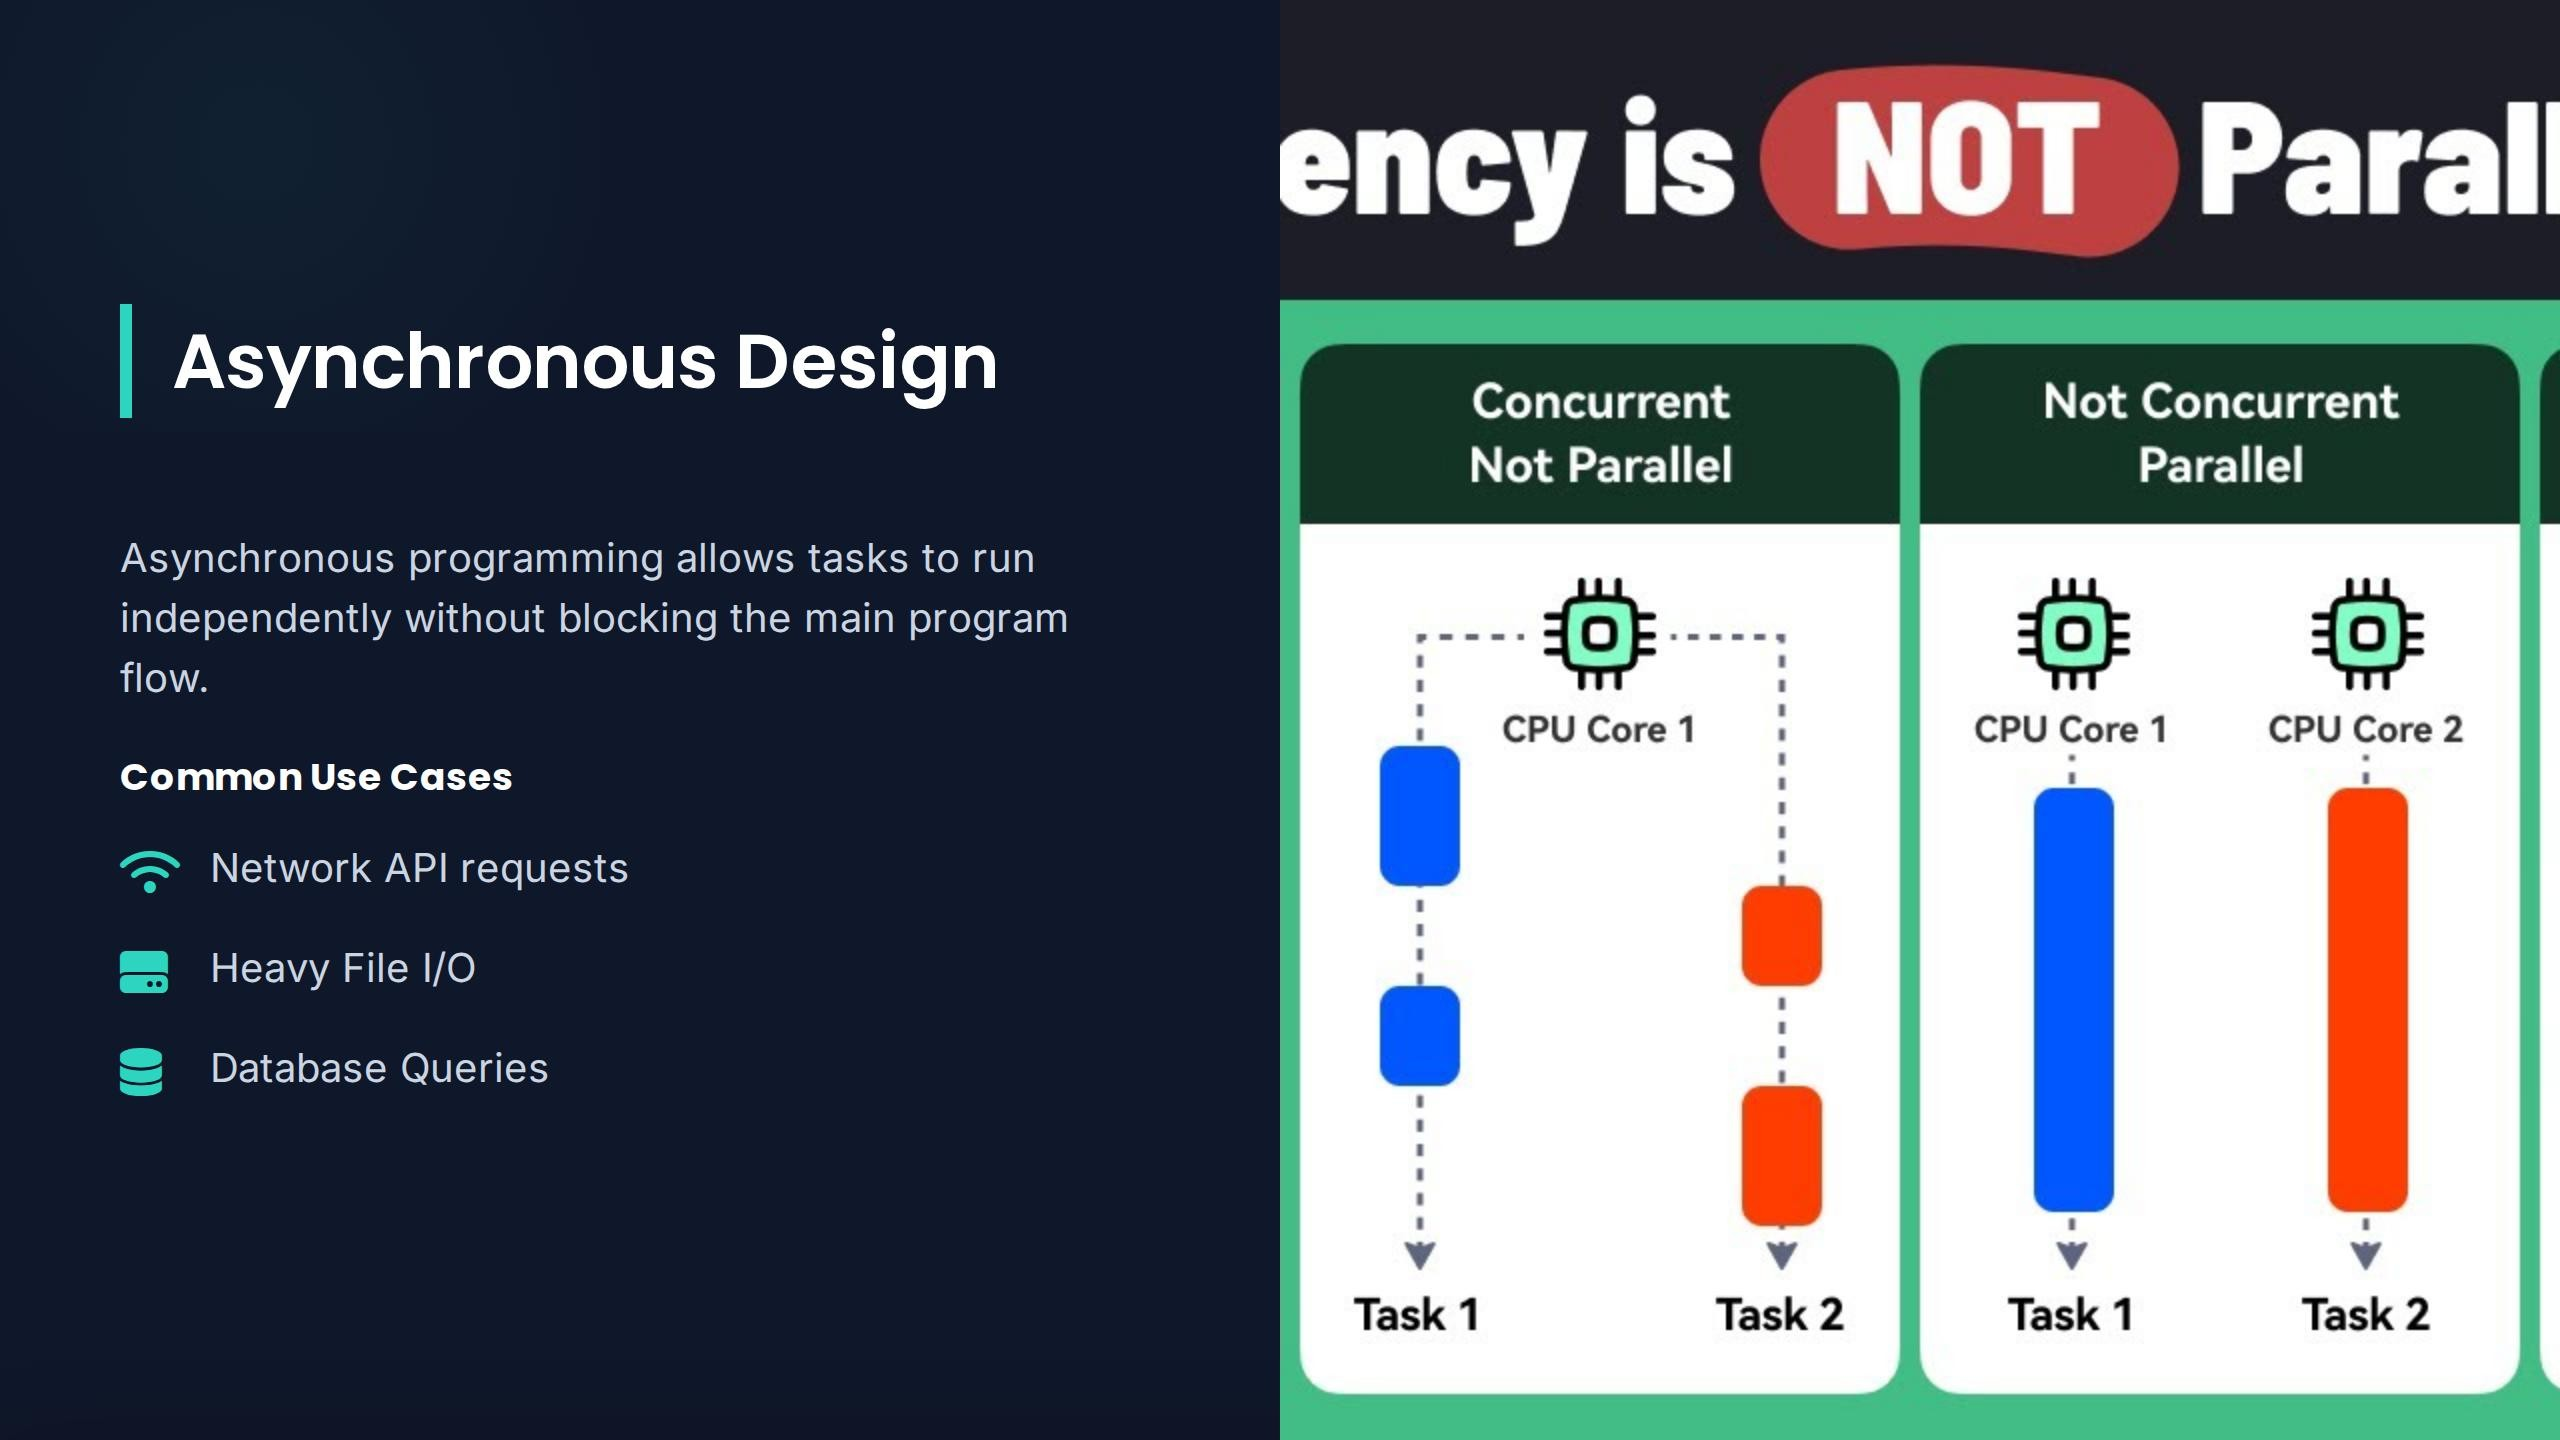 Asynchronous Design
Asynchronous programming allows tasks to run
independently without blocking the main program
flow.
Common Use Cases
Network API requests
Heavy File I/O
Database Queries
ency is NOT Parall
Concurrent
Not Parallel
CPU Core 1
Task 1 Task 2
Not Concurrent
Parallel
CPU Core 1 CPU Core 2
Task 1 Task 2